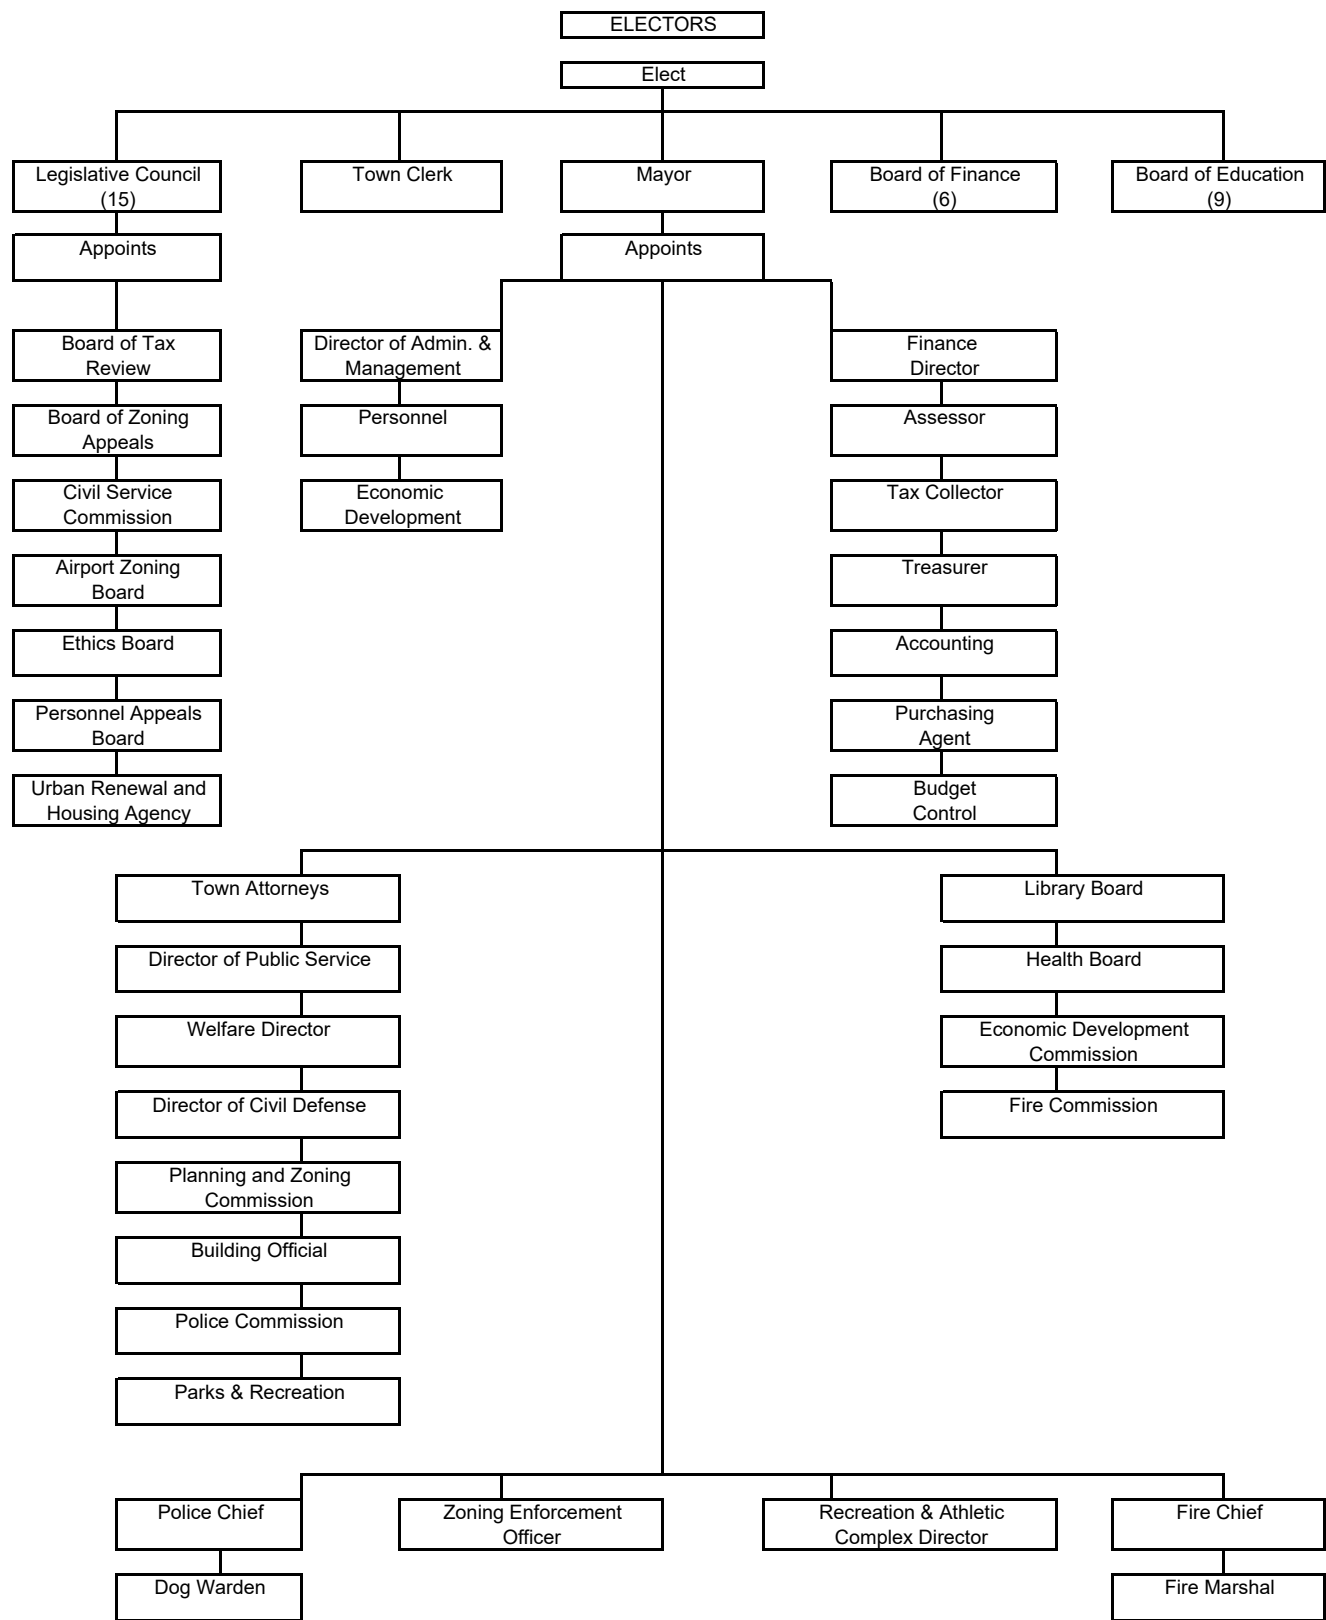 ELECTORS
Elect
Legislative Council
(15)
Town Clerk
Mayor
Board of Finance
(6)
Board of Education
(9)
Appoints
Appoints
Board of Tax
Review
Board of Zoning
Appeals
Civil Service
Commission
Airport Zoning
Board
Ethics Board
Personnel Appeals
Board
Urban Renewal and
Housing Agency
Director of Admin. &
Management
Personnel
Economic
Development
Finance
Director
Assessor
Tax Collector
Treasurer
Accounting
Purchasing
Agent
Budget
Control
Town Attorneys
Director of Public Service
Welfare Director
Director of Civil Defense
Planning and Zoning
Commission
Building Official
Police Commission
Parks & Recreation
Library Board
Health Board
Economic Development
Commission
Fire Commission
Police Chief
Dog Warden
Zoning Enforcement
Officer
Recreation & Athletic
Complex Director
Fire Chief
Fire Marshal